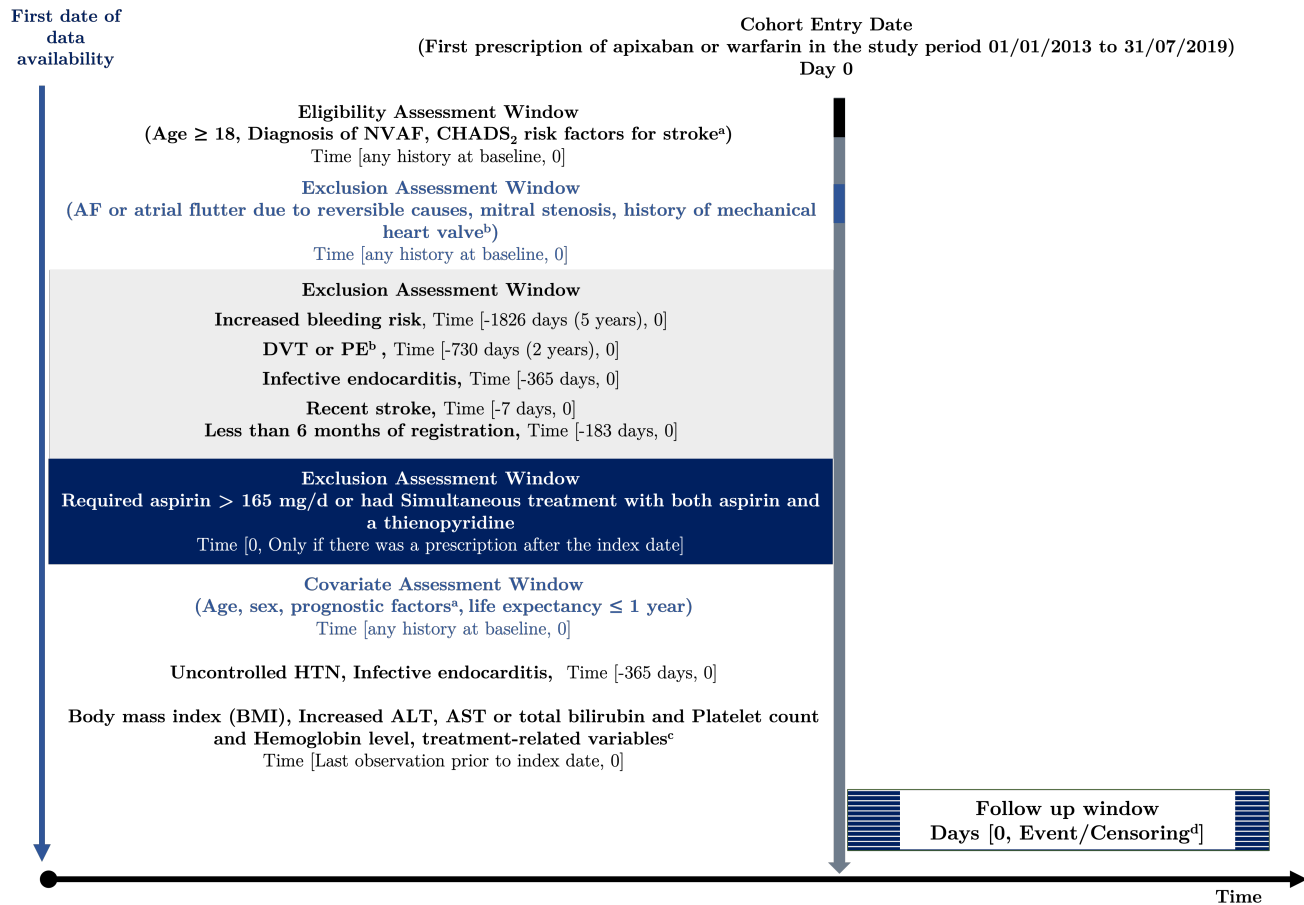 First date of
data
availability
Cohort Entry Date
(First prescription of apixaban or warfarin in the study period 01/01/2013 to 31/07/2019)
Day 0
Eligibility Assessment Window
(Age ≥ 18, Diagnosis of NVAF, CHADS₂ risk factors for strokeᵃ)
Time [any history at baseline, 0]
Exclusion Assessment Window
(AF or atrial flutter due to reversible causes, mitral stenosis, history of mechanical
heart valveᵇ)
Time [any history at baseline, 0]
Exclusion Assessment Window
Increased bleeding risk, Time [-1826 days (5 years), 0]
DVT or PEᵇ , Time [-730 days (2 years), 0]
Infective endocarditis, Time [-365 days, 0]
Recent stroke, Time [-7 days, 0]
Less than 6 months of registration, Time [-183 days, 0]
Exclusion Assessment Window
Required aspirin > 165 mg/d or had Simultaneous treatment with both aspirin and
a thienopyridine
Time [0, Only if there was a prescription after the index date]
Covariate Assessment Window
(Age, sex, prognostic factorsᵃ, life expectancy ≤ 1 year)
Time [any history at baseline, 0]
Uncontrolled HTN, Infective endocarditis, Time [-365 days, 0]
Body mass index (BMI), Increased ALT, AST or total bilirubin and Platelet count
and Hemoglobin level, treatment-related variablesᶜ
Time [Last observation prior to index date, 0]
Follow up window
Days [0, Event/Censoringᵈ]
Time